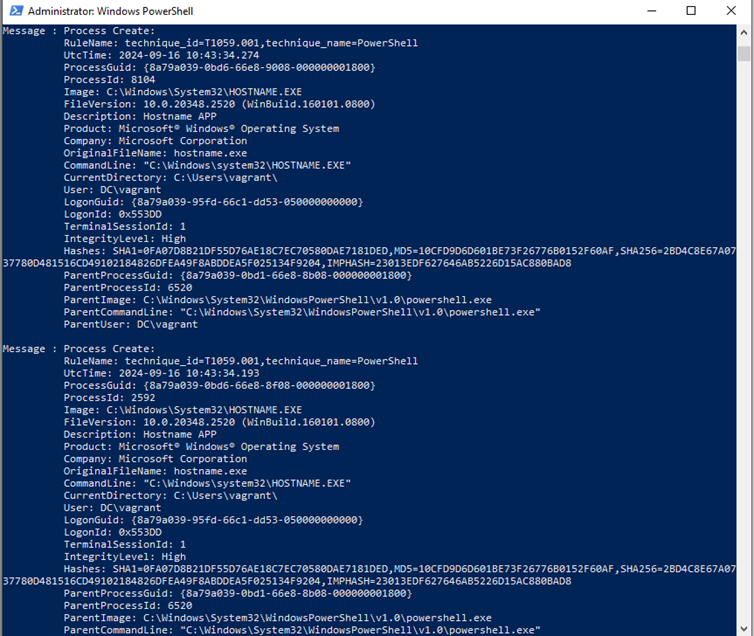 Administrator: Windows PowerShell
Message : Process Create:
RuleName: technique_id=T1059.001,technique_name=PowerShell
UtcTime: 2024-09-16 10:43:34.274
ProcessGuid: {8a79a039-0bd6-66e8-9008-000000001800}
ProcessId: 8104
Image: C:\Windows\System32\HOSTNAME.EXE
FileVersion: 10.0.20348.2520 (WinBuild.160101.0800)
Description: Hostname APP
Product: Microsoft® Windows® Operating System
Company: Microsoft Corporation
OriginalFileName: hostname.exe
CommandLine: "C:\Windows\system32\HOSTNAME.EXE"
CurrentDirectory: C:\Users\vagrant\
User: DC\vagrant
LogonGuid: {8a79a039-95fd-66c1-dd53-050000000000}
LogonId: 0x553DD
TerminalSessionId: 1
IntegrityLevel: High
Hashes: SHA1=0FA07D8B21DF55D76AE18C7EC70580DAE7181DED,MD5=10CFD9D6D601BE73F26776B0152F60AF,SHA256=2BD4C8E67A07
37780D481516CD49102184826DFEA49F8ABDDEA5F025134F9204,IMPHASH=23013EDF627646AB5226D15AC880BAD8
ParentProcessGuid: {8a79a039-0bd1-66e8-8b08-000000001800}
ParentProcessId: 6520
ParentImage: C:\Windows\System32\WindowsPowerShell\v1.0\powershell.exe
ParentCommandLine: "C:\Windows\System32\WindowsPowerShell\v1.0\powershell.exe"
ParentUser: DC\vagrant
Message : Process Create:
RuleName: technique_id=T1059.001,technique_name=PowerShell
UtcTime: 2024-09-16 10:43:34.193
ProcessGuid: {8a79a039-0bd6-66e8-8f08-000000001800}
ProcessId: 2592
Image: C:\Windows\System32\HOSTNAME.EXE
FileVersion: 10.0.20348.2520 (WinBuild.160101.0800)
Description: Hostname APP
Product: Microsoft® Windows® Operating System
Company: Microsoft Corporation
OriginalFileName: hostname.exe
CommandLine: "C:\Windows\system32\HOSTNAME.EXE"
CurrentDirectory: C:\Users\vagrant\
User: DC\vagrant
LogonGuid: {8a79a039-95fd-66c1-dd53-050000000000}
LogonId: 0x553DD
TerminalSessionId: 1
IntegrityLevel: High
Hashes: SHA1=0FA07D8B21DF55D76AE18C7EC70580DAE7181DED,MD5=10CFD9D6D601BE73F26776B0152F60AF,SHA256=2BD4C8E67A07
37780D481516CD49102184826DFEA49F8ABDDEA5F025134F9204,IMPHASH=23013EDF627646AB5226D15AC880BAD8
ParentProcessGuid: {8a79a039-0bd1-66e8-8b08-000000001800}
ParentProcessId: 6520
ParentImage: C:\Windows\System32\WindowsPowerShell\v1.0\powershell.exe
ParentCommandLine: "C:\Windows\System32\WindowsPowerShell\v1.0\powershell.exe"